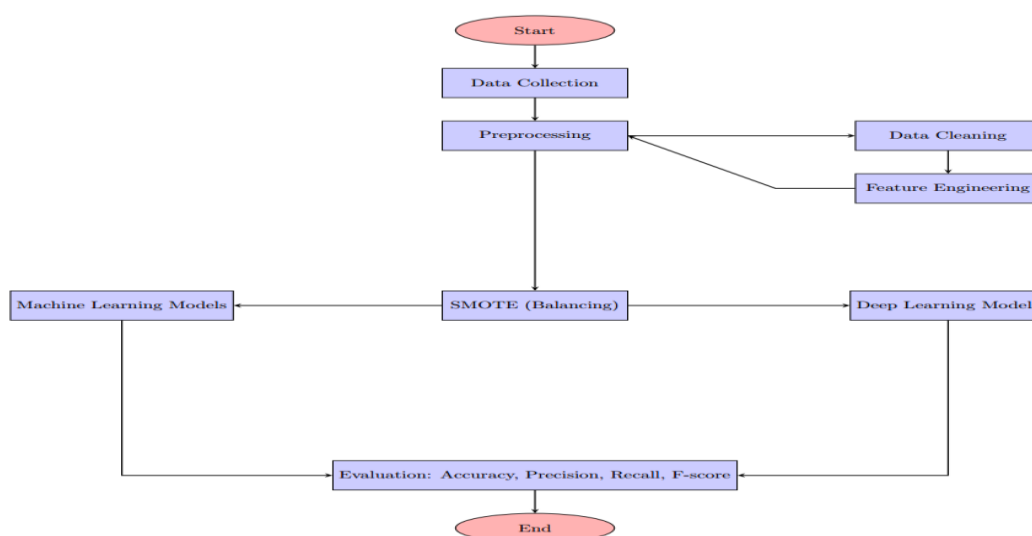 Start
Data Collection
Preprocessing
Data Cleaning
Feature Engineering
Machine Learning Models
SMOTE (Balancing)
Deep Learning Model
Evaluation: Accuracy, Precision, Recall, F-score
End